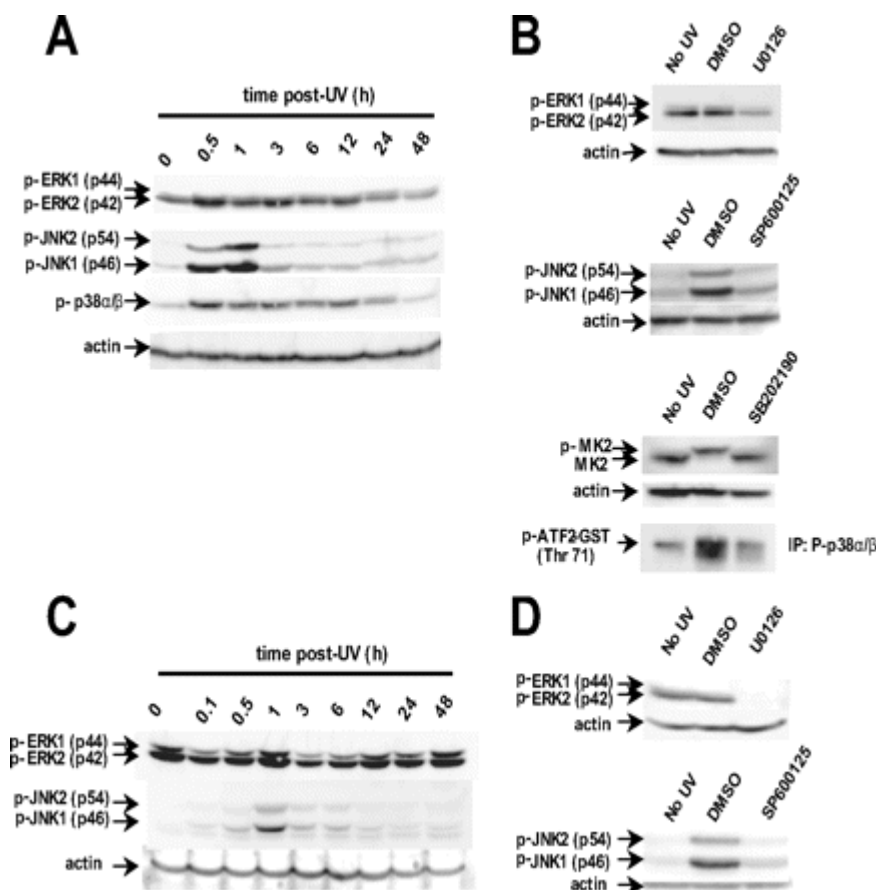 A
time post-UV (h)
0 0.5 1 3 6 12 24 48
p-ERK1 (p44)
p-ERK2 (p42)
p-JNK2 (p54)
p-JNK1 (p46)
p- p38α/β
actin
B
No UV DMSO U0126
p-ERK1 (p44)
p-ERK2 (p42)
actin
No UV DMSO SP600125
p-JNK2 (p54)
p-JNK1 (p46)
actin
No UV DMSO SB202190
p-MK2
MK2
actin
p-ATF2-GST
(Thr 71)
IP: P-p38α/β
C
time post-UV (h)
0 0.1 0.5 1 3 6 12 24 48
p-ERK1 (p44)
p-ERK2 (p42)
p-JNK2 (p54)
p-JNK1 (p46)
actin
D
No UV DMSO U0126
p-ERK1 (p44)
p-ERK2 (p42)
actin
No UV DMSO SP600125
p-JNK2 (p54)
p-JNK1 (p46)
actin